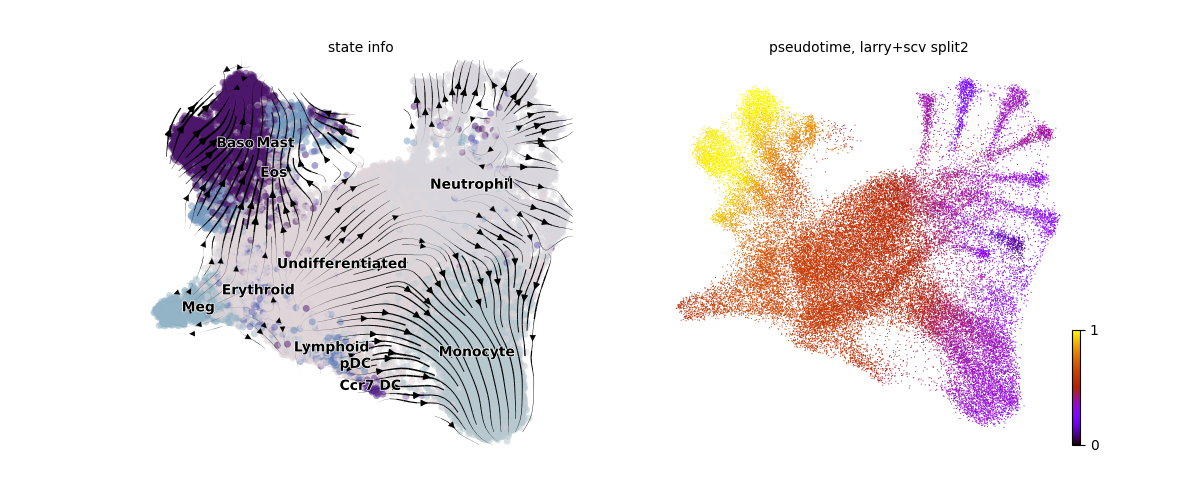 state info
pseudotime, larry+scv split2
Baso Mast
Eos
Neutrophil
Undifferentiated
Erythroid
Meg
Lymphoid
pDC
Monocyte
Ccr7 DC
1
0